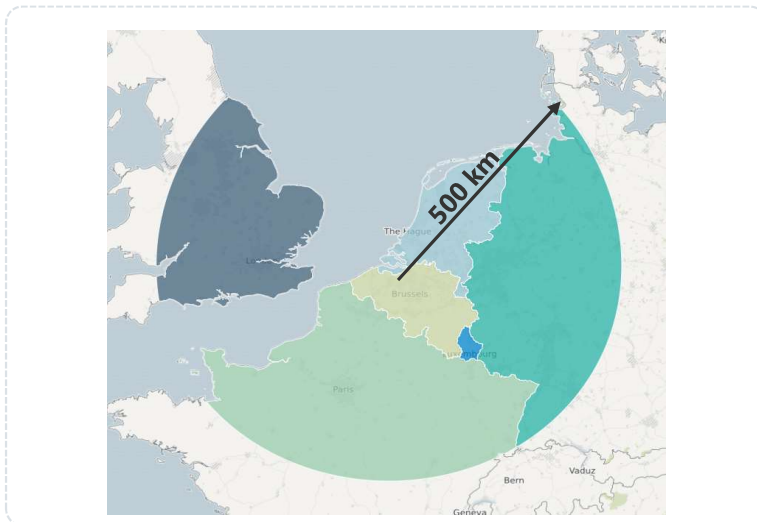 500 km
The Hague
Brussels
Luxembourg
Paris
Bern
Vaduz
Geneva